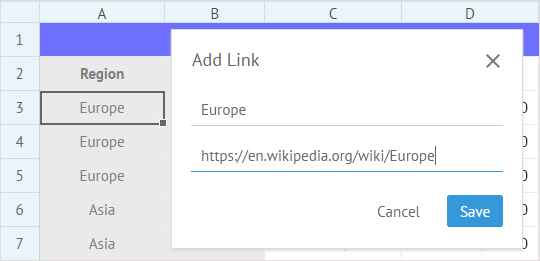 A B C D
1
Add Link
2 Region
3 Europe Europe 0
4 Europe 0
https://en.wikipedia.org/wiki/Europe
5 Europe 0
6 Asia Cancel Save 0
7 Asia 0